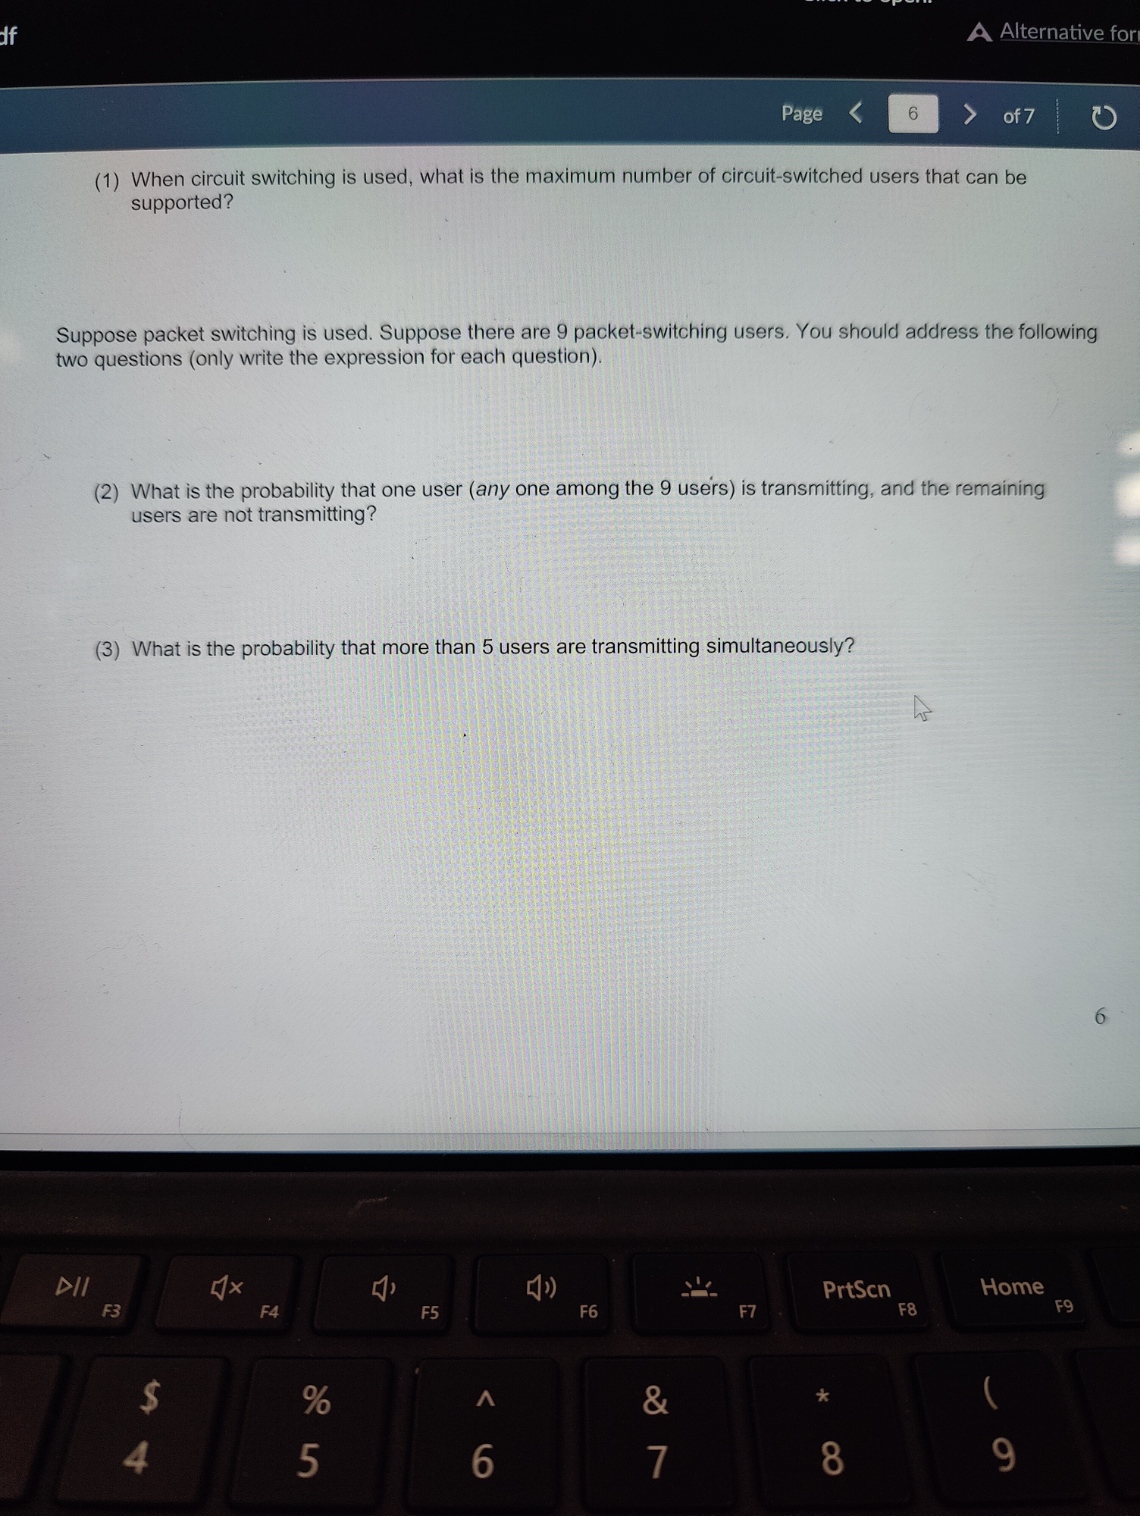 df
Alternative for
Page
6
of 7
(1) When circuit switching is used, what is the maximum number of circuit-switched users that can be
supported?
Suppose packet switching is used. Suppose there are 9 packet-switching users. You should address the following
two questions (only write the expression for each question).
(2) What is the probability that one user (any one among the 9 users) is transmitting, and the remaining
users are not transmitting?
(3) What is the probability that more than 5 users are transmitting simultaneously?
6
F3
F4
F5
F6
F7
PrtScn F8
Home F9
$ % ^ & * (
4 5 6 7 8 9